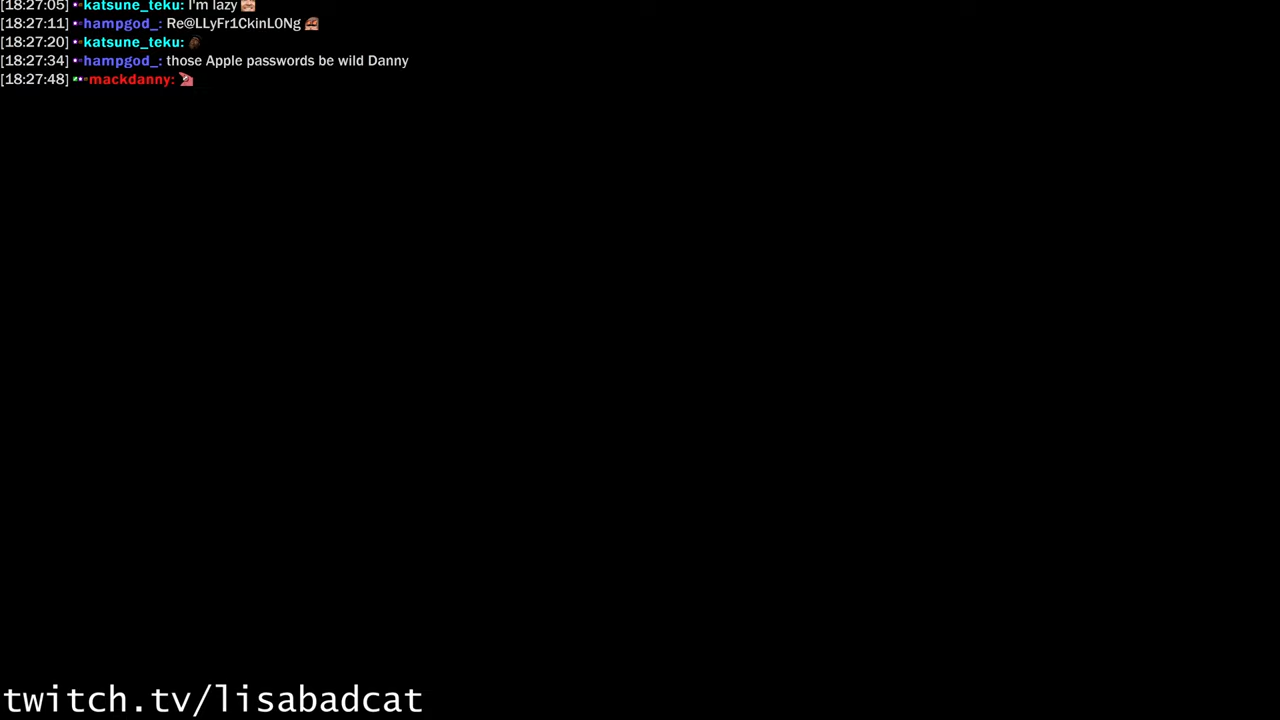 [18:27:05] katsune_teku: I'm lazy
[18:27:11] hampgod_: Re@LLyFr1CkinL0Ng
[18:27:20] katsune_teku:
[18:27:34] hampgod_: those Apple passwords be wild Danny
[18:27:48] mackdanny:
twitch.tv/lisabadcat